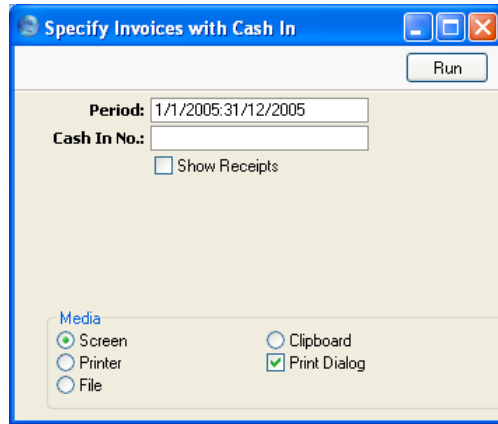 Specify Invoices with Cash In
Run
Period: 1/1/2005:31/12/2005
Cash In No.:
Show Receipts
Media
Screen Clipboard
Printer Print Dialog
File